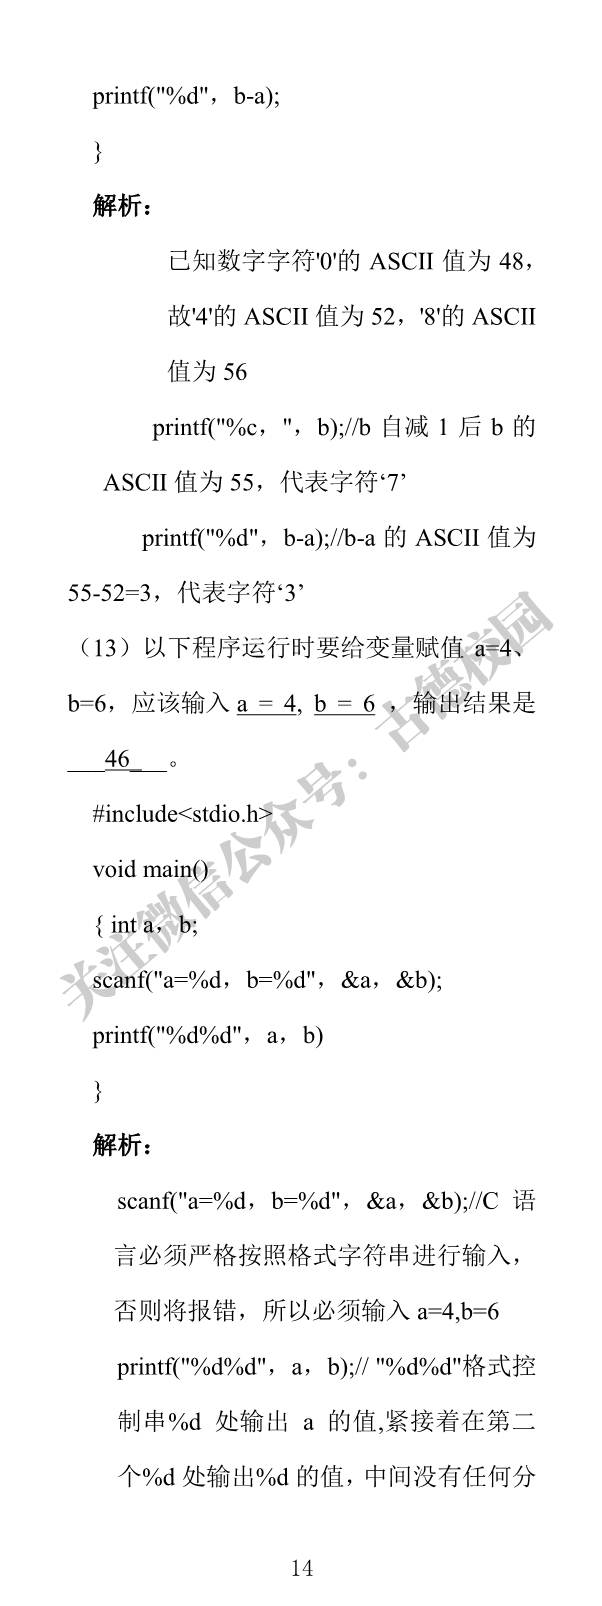 printf("%d"，b-a);
}
解析：
已知数字字符'0'的 ASCII 值为 48，
故'4'的 ASCII 值为 52，'8'的 ASCII
值为 56
printf("%c，"，b);//b 自减 1 后 b 的
ASCII 值为 55，代表字符‘7’
printf("%d"，b-a);//b-a 的 ASCII 值为
55-52=3，代表字符‘3’
（13）以下程序运行时要给变量赋值 a=4、
b=6，应该输入 a = 4, b = 6 ，输出结果是
___46____。
#include<stdio.h>
void main()
{ int a，b;
scanf("a=%d，b=%d"，&a，&b);
printf("%d%d"，a，b)
}
解析：
scanf("a=%d，b=%d"，&a，&b);//C 语
言必须严格按照格式字符串进行输入，
否则将报错，所以必须输入 a=4,b=6
printf("%d%d"，a，b);// "%d%d"格式控
制串%d 处输出 a 的值,紧接着在第二
个%d 处输出%d 的值，中间没有任何分
14
关注微信公众号：古德校园